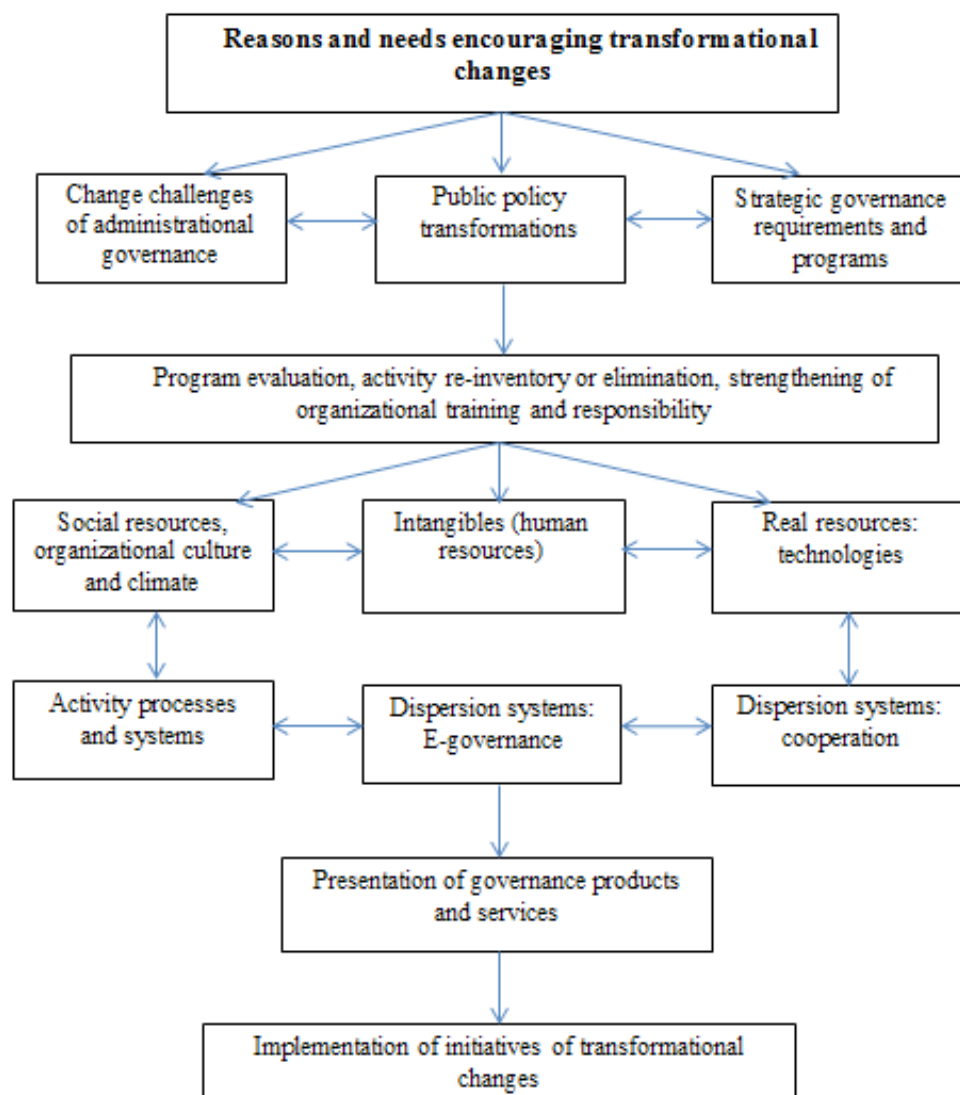 Reasons and needs encouraging transformational
changes
Change challenges
of administrational
governance
Public policy
transformations
Strategic governance
requirements and
programs
Program evaluation, activity re-inventory or elimination, strengthening of
organizational training and responsibility
Social resources,
organizational culture
and climate
Intangibles (human
resources)
Real resources:
technologies
Activity processes
and systems
Dispersion systems:
E-governance
Dispersion systems:
cooperation
Presentation of governance products
and services
Implementation of initiatives of transformational
changes